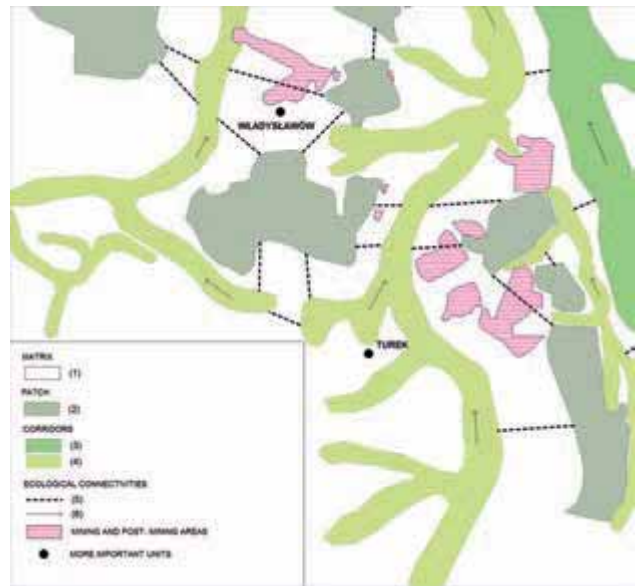 WŁADYSŁAWÓW
TUREK
MATRIX
(1)
PATCH
(2)
CORRIDORS
(3)
(4)
ECOLOGICAL CONNECTIVITIES
(5)
(6)
MINING AND POST- MINING AREAS
MORE IMPORTANT UNITS